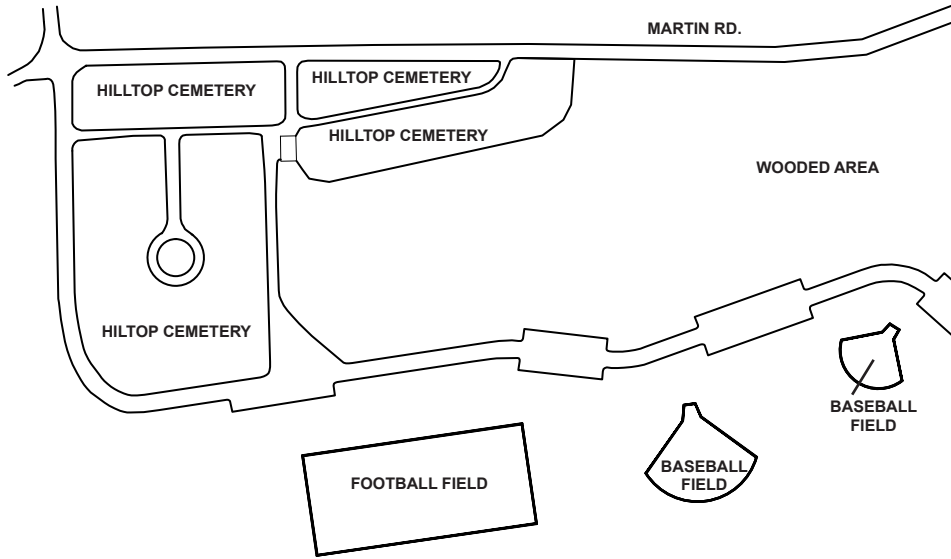 MARTIN RD.
HILLTOP CEMETERY
HILLTOP CEMETERY
HILLTOP CEMETERY
WOODED AREA
HILTOP CEMETERY
BASEBALL
FIELD
BASEBALL
FIELD
FOOTBALL FIELD